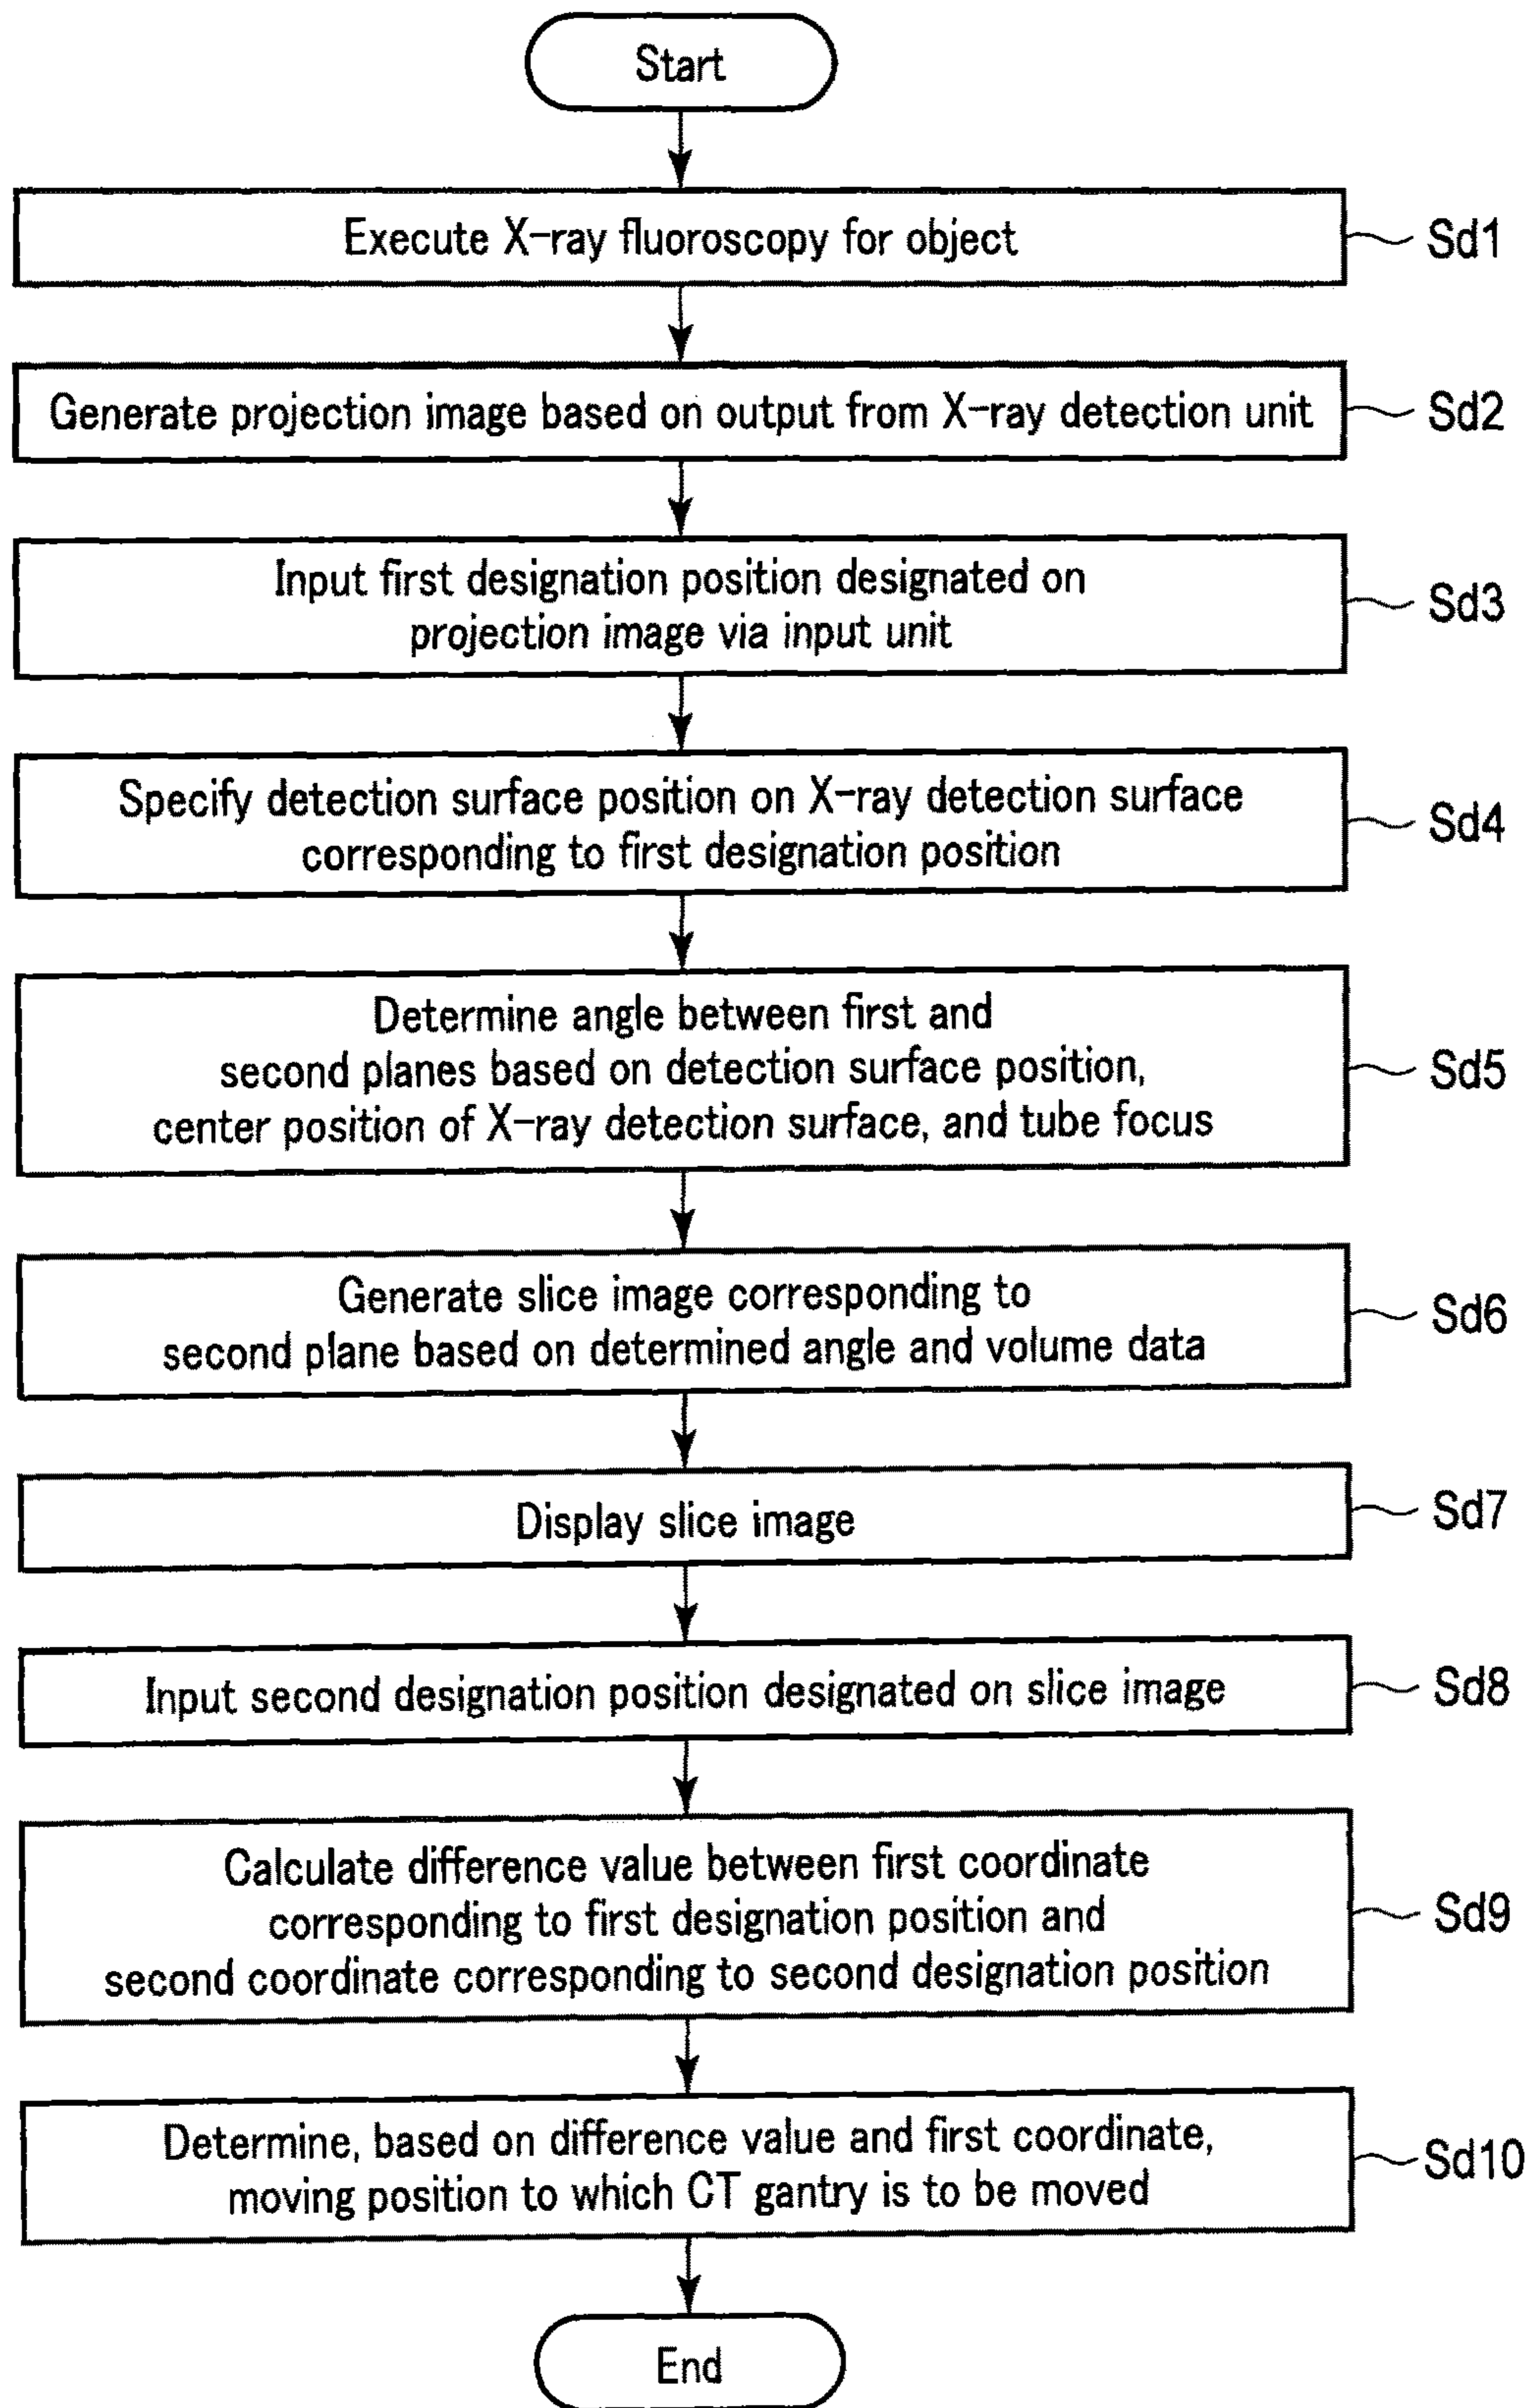 Start
Execute X-ray fluoroscopy for object
Sd1
Generate projection image based on output from X-ray detection unit
Sd2
Input first designation position designated on
projection image via input unit
Sd3
Specify detection surface position on X-ray detection surface
corresponding to first designation position
Sd4
Determine angle between first and
second planes based on detection surface position,
center position of X-ray detection surface, and tube focus
Sd5
Generate slice image corresponding to
second plane based on determined angle and volume data
Sd6
Display slice image
Sd7
Input second designation position designated on slice image
Sd8
Calculate difference value between first coordinate
corresponding to first designation position and
second coordinate corresponding to second designation position
Sd9
Determine, based on difference value and first coordinate,
moving position to which CT gantry is to be moved
Sd10
End